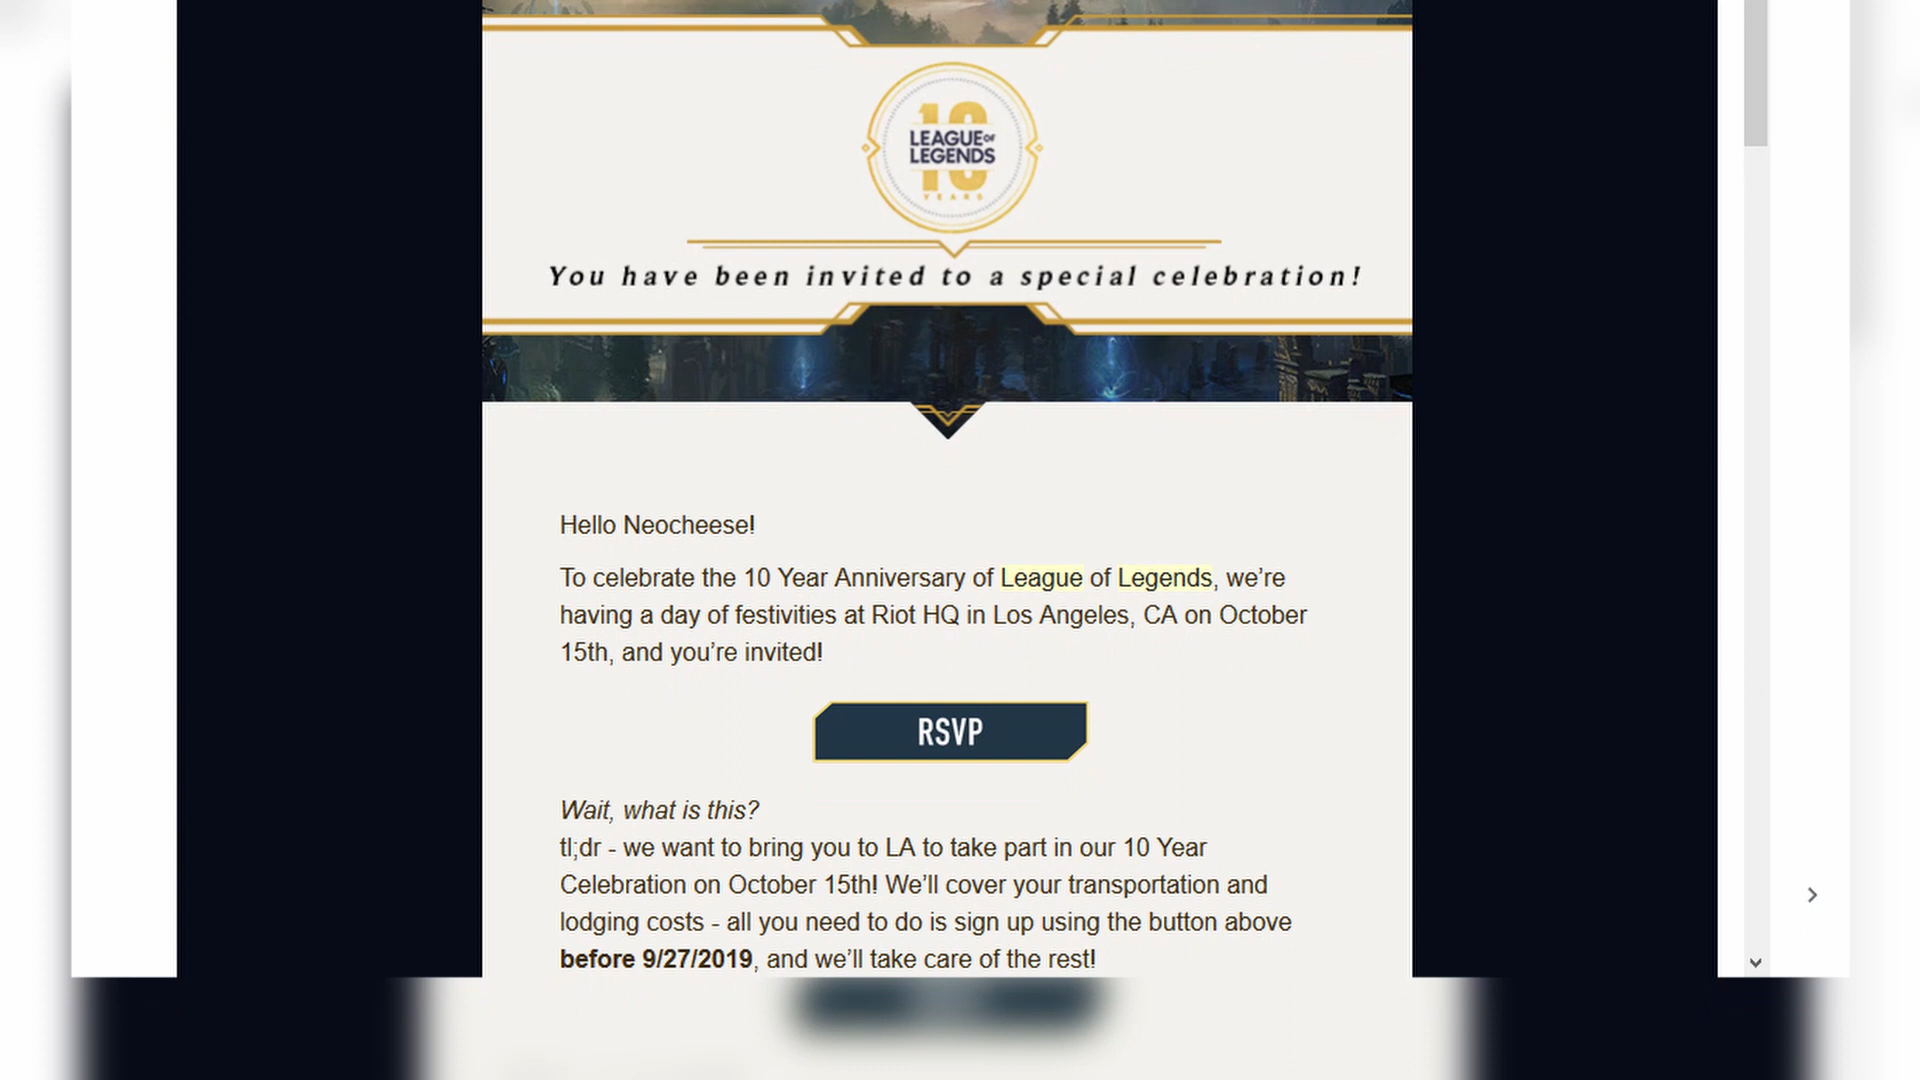 10
LEAGUE OF
LEGENDS
YEARS
You have been invited to a special celebration!
Hello Neocheese!
To celebrate the 10 Year Anniversary of League of Legends, we’re
having a day of festivities at Riot HQ in Los Angeles, CA on October
15th, and you’re invited!
RSVP
Wait, what is this?
tl;dr - we want to bring you to LA to take part in our 10 Year
Celebration on October 15th! We’ll cover your transportation and
lodging costs - all you need to do is sign up using the button above
before 9/27/2019, and we’ll take care of the rest!